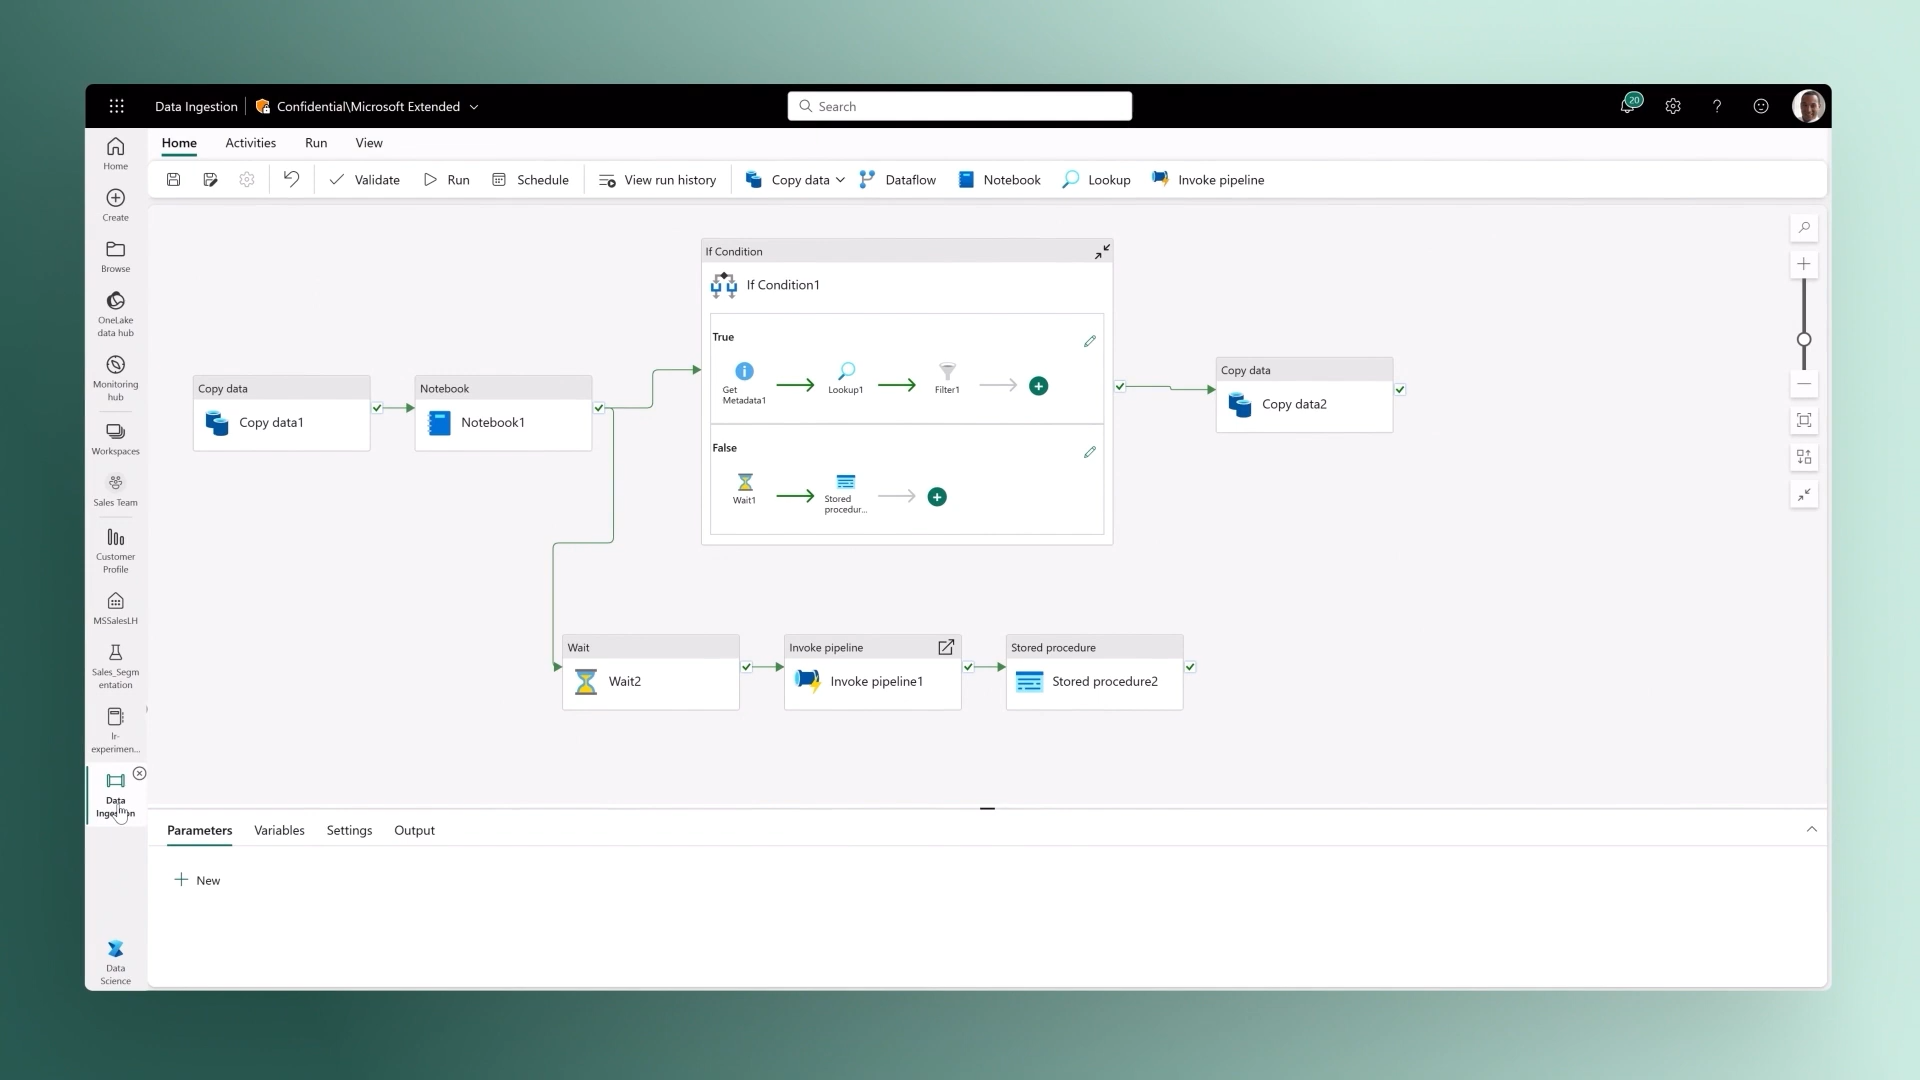 Data Ingestion
Confidential\Microsoft Extended
Search
20
Home
Activities
Run
View
Validate
Run
Schedule
View run history
Copy data
Dataflow
Notebook
Lookup
Invoke pipeline
Home
Create
Browse
OneLake
data hub
Monitoring
hub
Workspaces
Sales Team
Customer
Profile
MSSalesLH
Sales_Segm
entation
lr-
experimen...
Data
Data
Science
Copy data
Copy data1
Notebook
Notebook1
If Condition
If Condition1
True
Get
Metadata1
Lookup1
Filter1
False
Wait1
Stored
procedur...
Copy data
Copy data2
Wait
Wait2
Invoke pipeline
Invoke pipeline1
Stored procedure
Stored procedure2
Parameters
Variables
Settings
Output
New